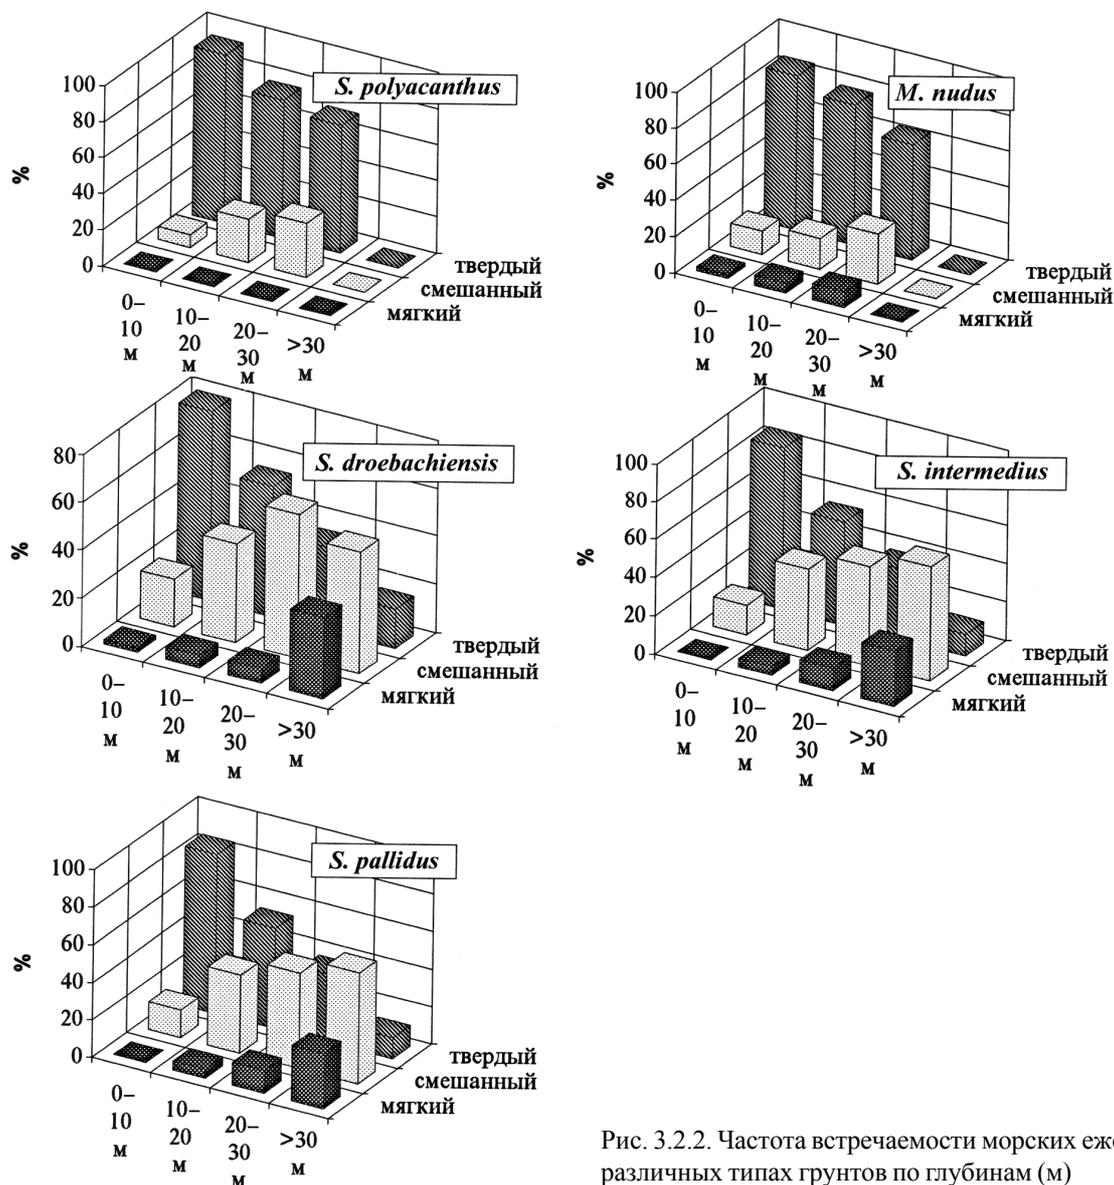 S. polyacanthus
100
80
60
40
20
0
%
твердый
смешанный
мягкий
0–
10
м
10–
20
м
20–
30
м
>30
м
M. nudus
100
80
60
40
20
0
%
твердый
смешанный
мягкий
0–
10
м
10–
20
м
20–
30
м
>30
м
S. droebachiensis
80
60
40
20
0
%
твердый
смешанный
мягкий
0–
10
м
10–
20
м
20–
30
м
>30
м
S. intermedius
100
80
60
40
20
0
%
твердый
смешанный
мягкий
0–
10
м
10–
20
м
20–
30
м
>30
м
S. pallidus
100
80
60
40
20
0
%
твердый
смешанный
мягкий
0–
10
м
10–
20
м
20–
30
м
>30
м
Рис. 3.2.2. Частота встречаемости морских
различных типах грунтов по глубинам (м)